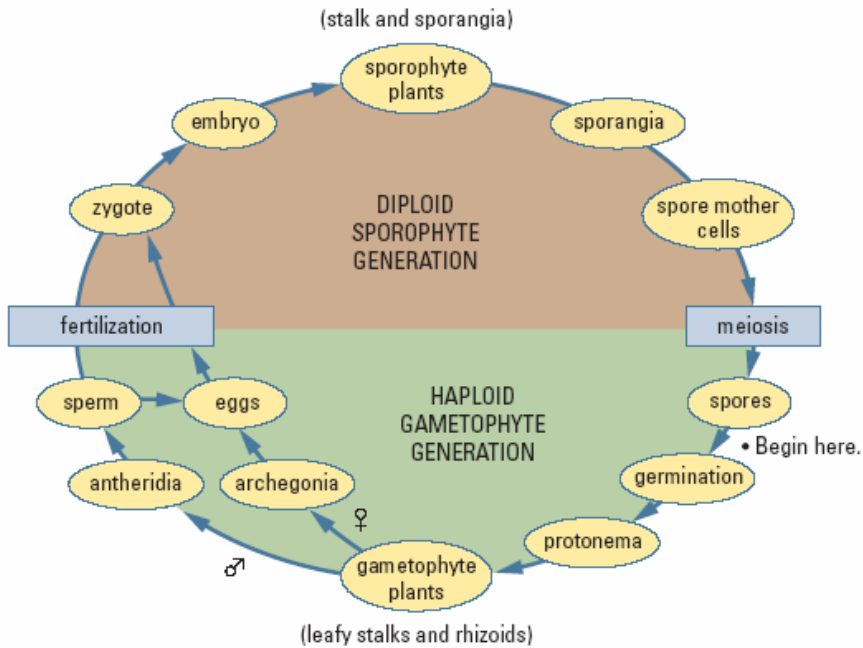 (stalk and sporangia)
sporophyte
plants
embryo
sporangia
zygote
spore mother
cells
DIPLOID
SPOROPHYTE
GENERATION
fertilization
meiosis
sperm
eggs
HAPLOID
GAMETOPHYTE
GENERATION
spores
• Begin here.
antheridia
archegonia
germination
♀
protonema
♂
gametophyte
plants
(leafy stalks and rhizoids)